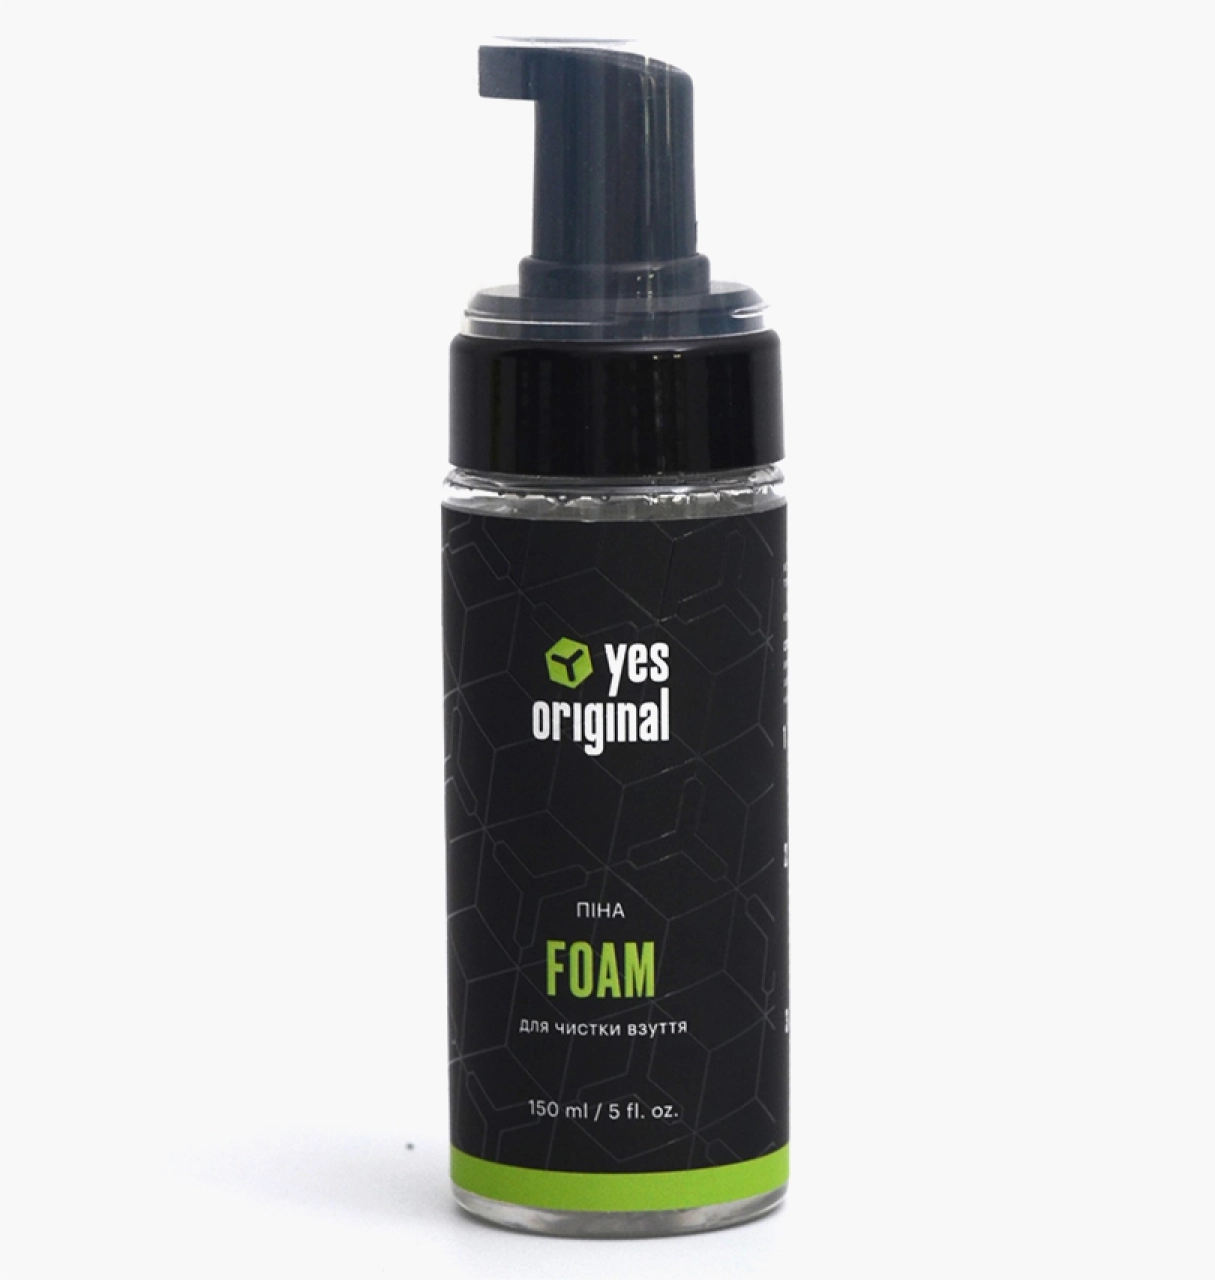 yes
original
ПІНА
FOAM
для чистки взуття
150 ml / 5 fl. oz.